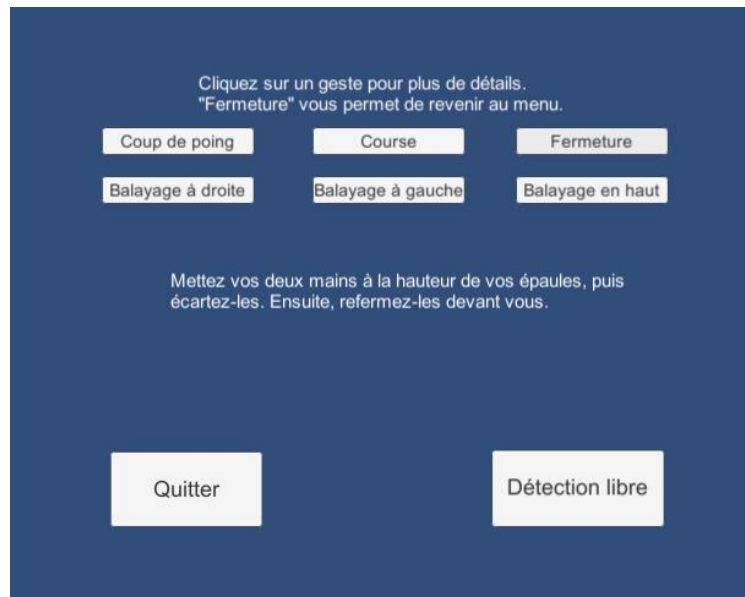 Cliquez sur un geste pour plus de détails.
"Fermeture" vous permet de revenir au menu.
Coup de poing
Course
Fermeture
Balayage à droite
Balayage à gauche
Balayage en haut
Mettez vos deux mains à la hauteur de vos épaules, puis
écartez-les. Ensuite, refermez-les devant vous.
Quitter
Détection libre